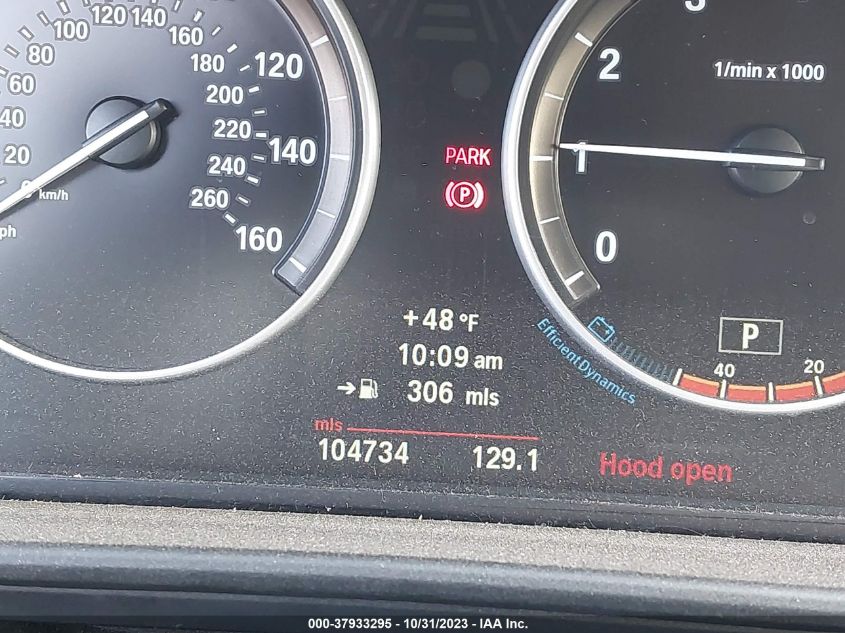 100 120 140 160 180 200 220 240 260
80
60
40
20
0 km/h
mph
120
140
160
PARK
P
3
2
1
0
1/min x 1000
P
+48 °F
10:09 am
306 mls
mls
104734 129.1
EfficientDynamics
40 20
Hood open
000-37933295 - 10/31/2023 - IAA Inc.